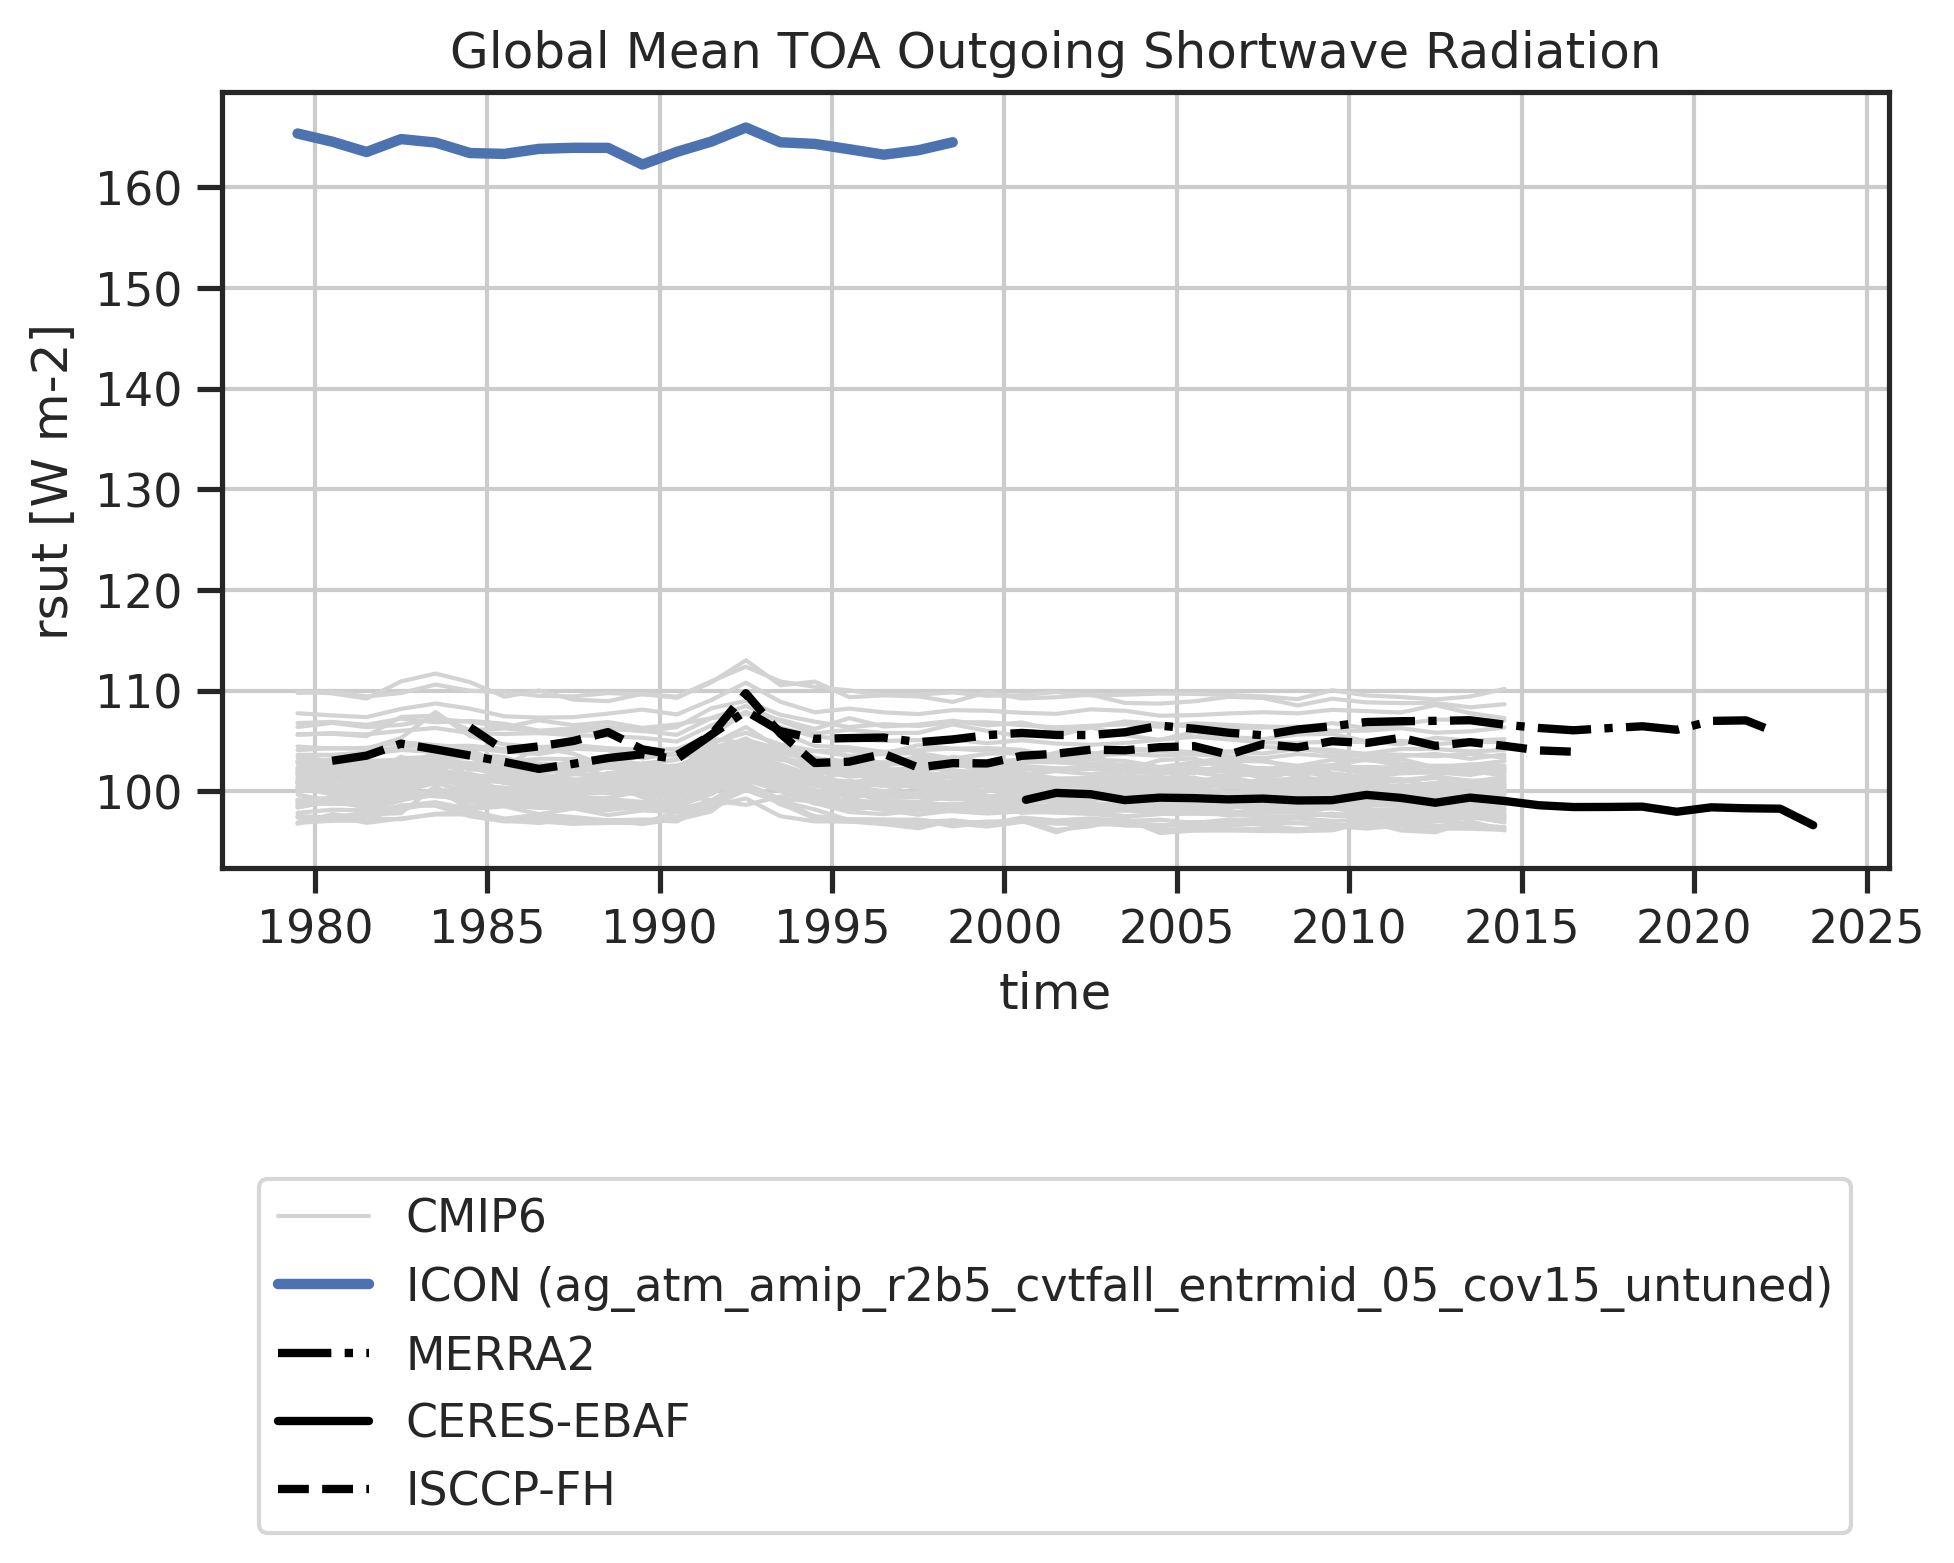 Global Mean TOA Outgoing Shortwave Radiation
rsut [W m-2]
160
150
140
130
120
110
100
1980 1985 1990 1995 2000 2005 2010 2015 2020 2025
time
CMIP6
ICON (ag_atm_amip_r2b5_cvtfall_entrmid_05_cov15_untuned)
MERRA2
CERES-EBAF
ISCCP-FH